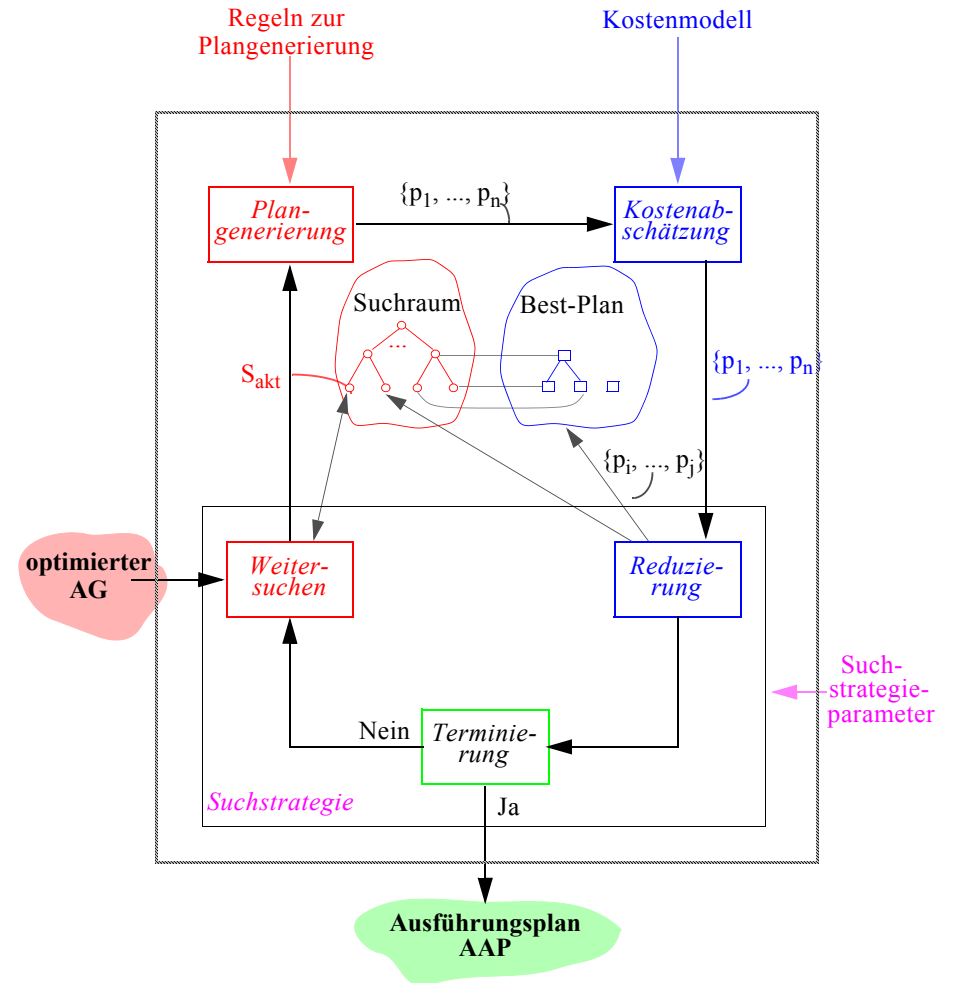 Regeln zur
Plangenerierung
Kostenmodell
Plan-
generierung
{p1, ..., pn}
Kostenab-
schätzung
Suchraum
...
Best-Plan
Sakt
{p1, ..., pn}
{pi, ..., pj}
optimierter
AG
Weiter-
suchen
Reduzie-
rung
Such-
strategie-
parameter
Nein
Terminie-
rung
Suchstrategie
Ja
Ausführungsplan
AAP